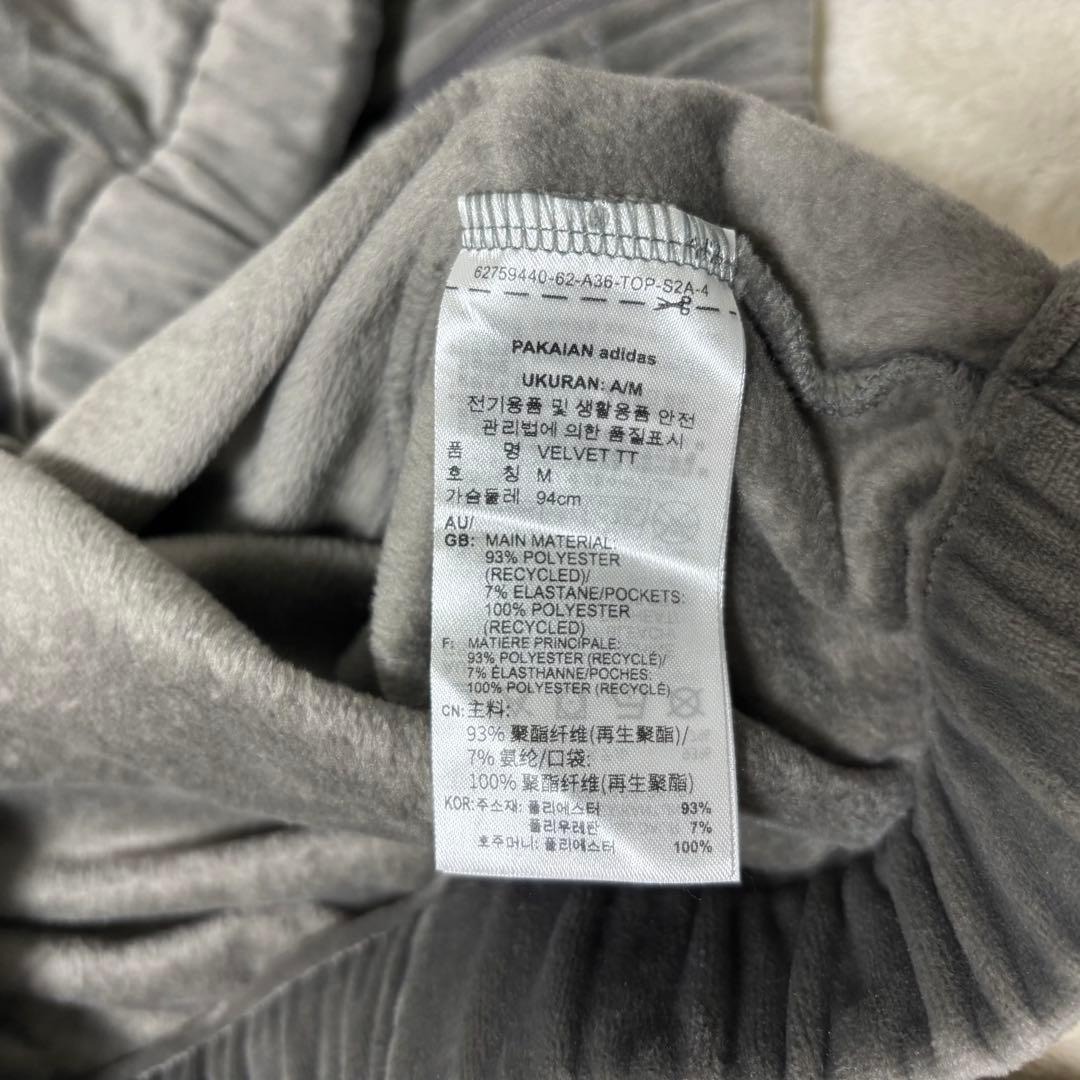 62759440-62-A36-TOP-S2A-4
PAKAIAN adidas
UKURAN: A/M
전기용품 및 생활용품 안전
관리법에 의한 품질표시
품 명 VELVET TT
호 칭 M
가슴둘레 94cm
AU/
GB: MAIN MATERIAL:
93% POLYESTER
(RECYCLED)/
7% ELASTANE/POCKETS:
100% POLYESTER
(RECYCLED)
F: MATIÈRE PRINCIPALE:
93% POLYESTER (RECYCLÉ)/
7% ÉLASTHANNE/POCHES:
100% POLYESTER (RECYCLÉ)
CN: 主料:
93% 聚酯纤维(再生聚酯)/
7% 氨纶/口袋:
100% 聚酯纤维(再生聚酯)
KOR: 주소재: 폴리에스터 93%
폴리우레탄 7%
호주머니: 폴리에스터 100%